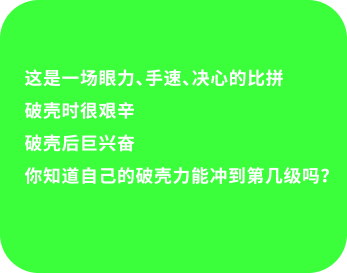 这是一场眼力、手速、决心的比拼
破壳时很艰辛
破壳后巨兴奋
你知道自己的破壳力能冲到第几级吗?